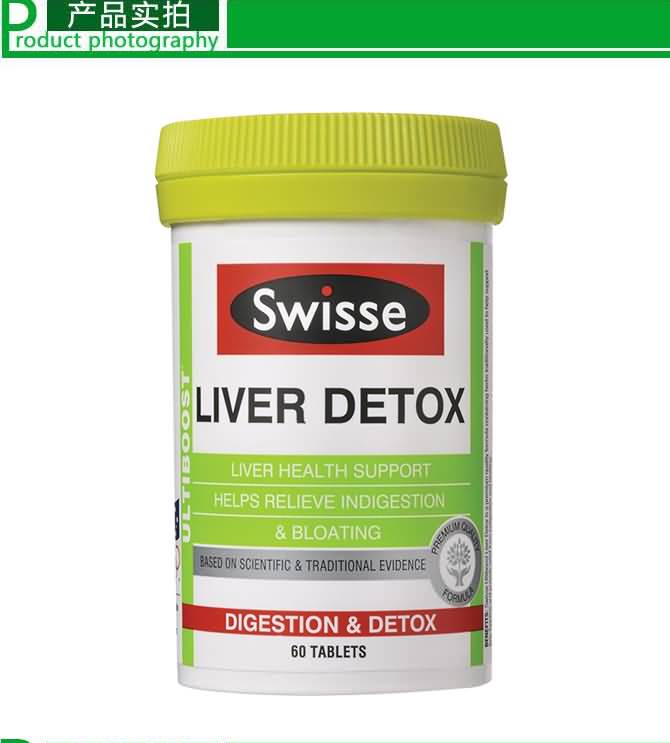 P 产品实拍
roduct photography
Swisse
LIVER DETOX
ULTIBOOST
LIVER HEALTH SUPPORT
HELPS RELIEVE INDIGESTION
& BLOATING
BASED ON SCIENTIFIC & TRADITIONAL EVIDENCE
PREMIUM QUALITY
FORMULA
DIGESTION & DETOX
60 TABLETS
BENEFITS: